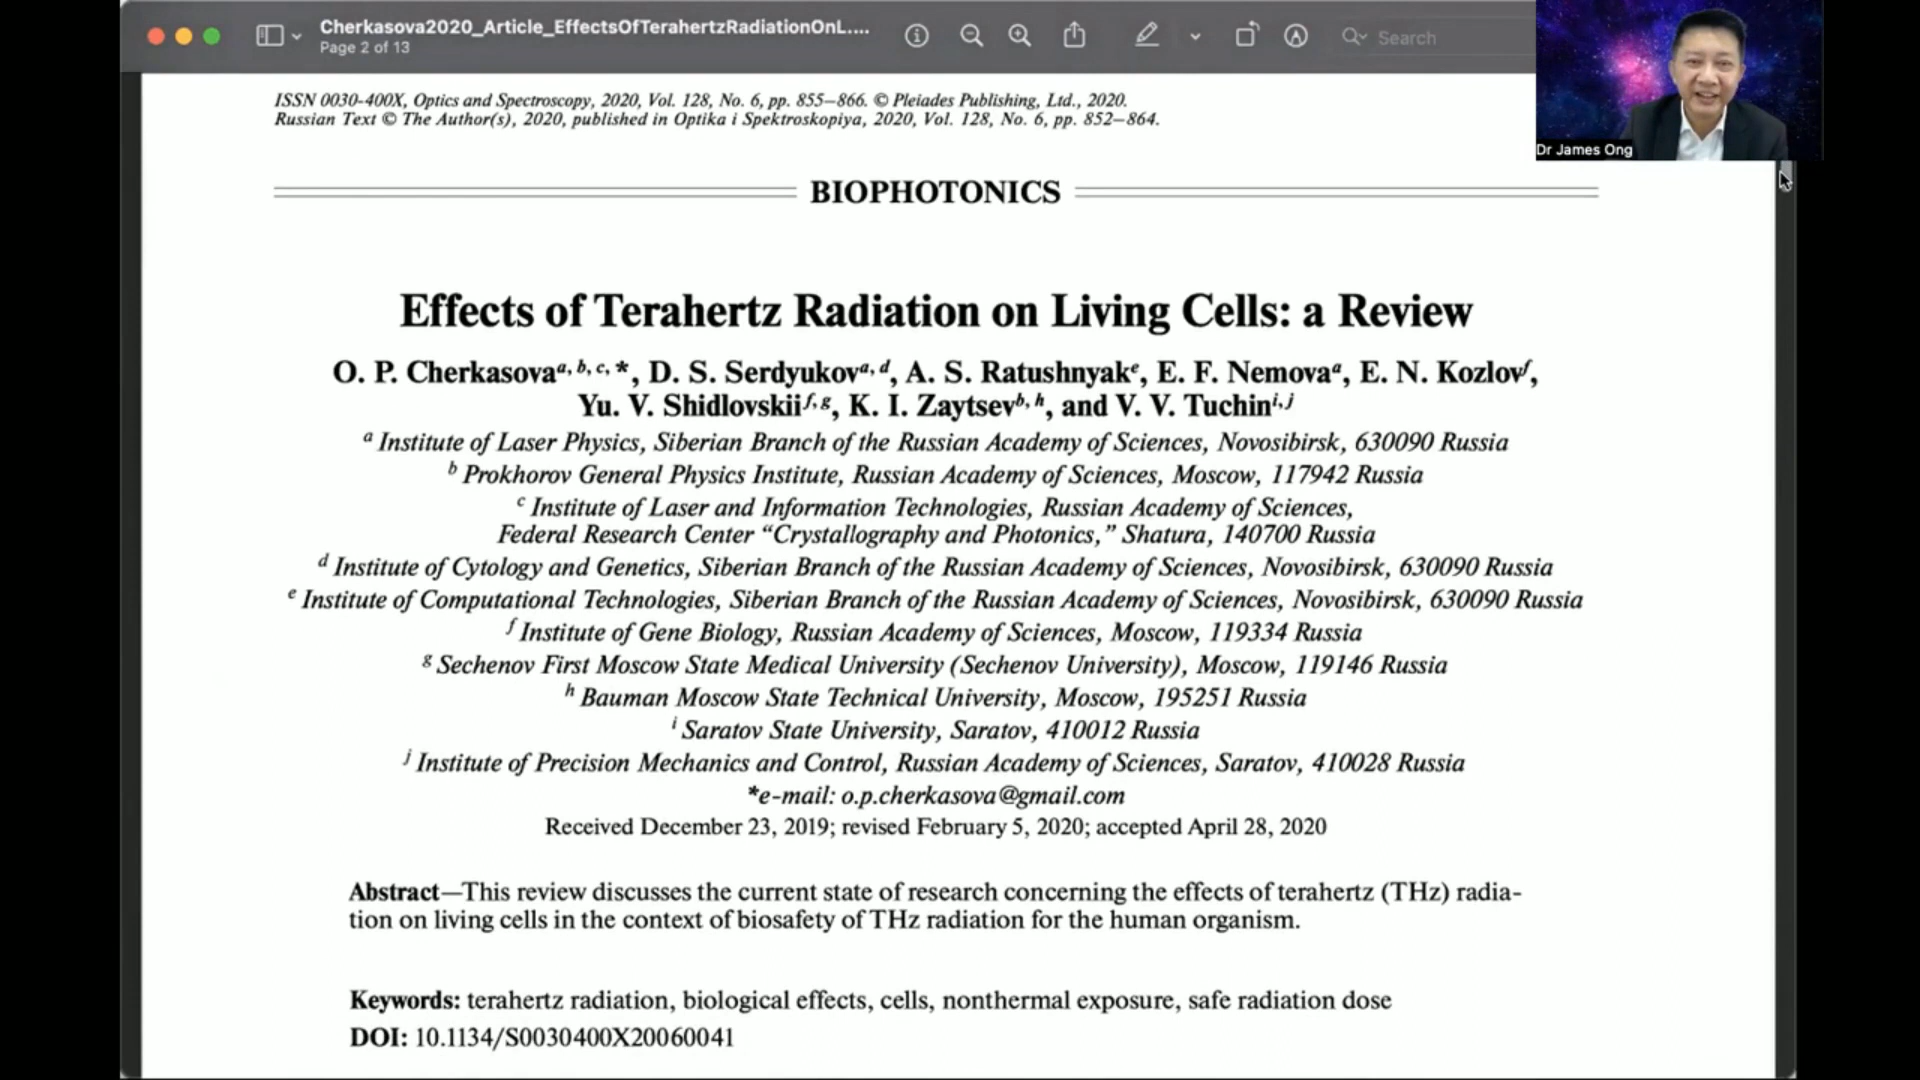 Cherkasova2020_Article_EffectsOfTerahertzRadiationOnL....
Page 2 of 13
Search
Dr James Ong
ISSN 0030-400X, Optics and Spectroscopy, 2020, Vol. 128, No. 6, pp. 855–866. © Pleiades Publishing, Ltd., 2020.
Russian Text © The Author(s), 2020, published in Optika i Spektroskopiya, 2020, Vol. 128, No. 6, pp. 852–864.
BIOPHOTONICS
Effects of Terahertz Radiation on Living Cells: a Review
O. P. Cherkasova^a, b, c, *, D. S. Serdyukov^a, d, A. S. Ratushnyak^e, E. F. Nemova^a, E. N. Kozlov^f,
Yu. V. Shidlovskii^f, g, K. I. Zaytsev^b, h, and V. V. Tuchin^i, j
^a Institute of Laser Physics, Siberian Branch of the Russian Academy of Sciences, Novosibirsk, 630090 Russia
^b Prokhorov General Physics Institute, Russian Academy of Sciences, Moscow, 117942 Russia
^c Institute of Laser and Information Technologies, Russian Academy of Sciences,
Federal Research Center “Crystallography and Photonics,” Shatura, 140700 Russia
^d Institute of Cytology and Genetics, Siberian Branch of the Russian Academy of Sciences, Novosibirsk, 630090 Russia
^e Institute of Computational Technologies, Siberian Branch of the Russian Academy of Sciences, Novosibirsk, 630090 Russia
^f Institute of Gene Biology, Russian Academy of Sciences, Moscow, 119334 Russia
^g Sechenov First Moscow State Medical University (Sechenov University), Moscow, 119146 Russia
^h Bauman Moscow State Technical University, Moscow, 195251 Russia
^i Saratov State University, Saratov, 410012 Russia
^j Institute of Precision Mechanics and Control, Russian Academy of Sciences, Saratov, 410028 Russia
*e-mail: o.p.cherkasova@gmail.com
Received December 23, 2019; revised February 5, 2020; accepted April 28, 2020
Abstract—This review discusses the current state of research concerning the effects of terahertz (THz) radia-
tion on living cells in the context of biosafety of THz radiation for the human organism.
Keywords: terahertz radiation, biological effects, cells, nonthermal exposure, safe radiation dose
DOI: 10.1134/S0030400X20060041